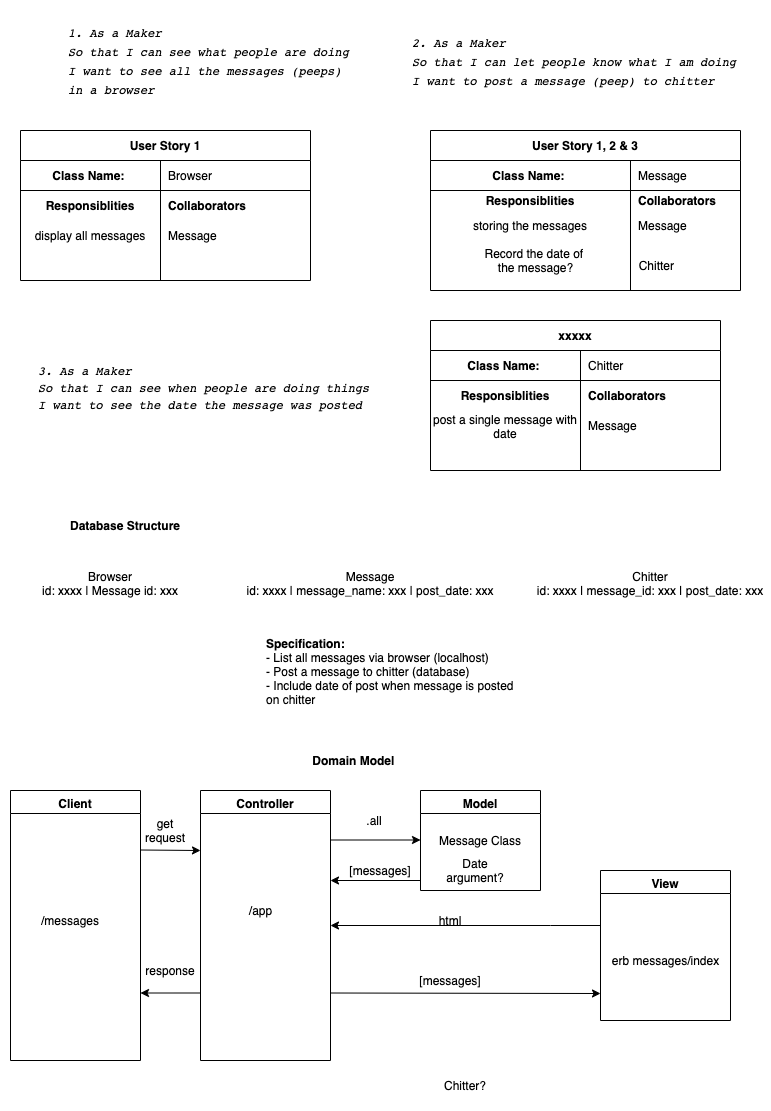 1. As a Maker
So that I can see what people are doing
I want to see all the messages (peeps)
in a browser
2. As a Maker
So that I can let people know what I am doing
I want to post a message (peep) to chitter
User Story 1
Class Name:
Browser
Responsiblities
Collaborators
display all messages
Message
User Story 1, 2 & 3
Class Name:
Message
Responsiblities
Collaborators
storing the messages
Message
Record the date of
the message?
Chitter
3. As a Maker
So that I can see when people are doing things
I want to see the date the message was posted
xxxxx
Class Name:
Chitter
Responsiblities
Collaborators
post a single message with
date
Message
Database Structure
Browser
id: xxxx | Message id: xxx
Message
id: xxxx | message_name: xxx | post_date: xxx
Chitter
id: xxxx | message_id: xxx | post_date: xxx
Specification:
- List all messages via browser (localhost)
- Post a message to chitter (database)
- Include date of post when message is posted
on chitter
Domain Model
Client
/messages
get
request
response
Controller
/app
.all
[messages]
html
[messages]
Model
Message Class
Date
argument?
View
erb messages/index
Chitter?